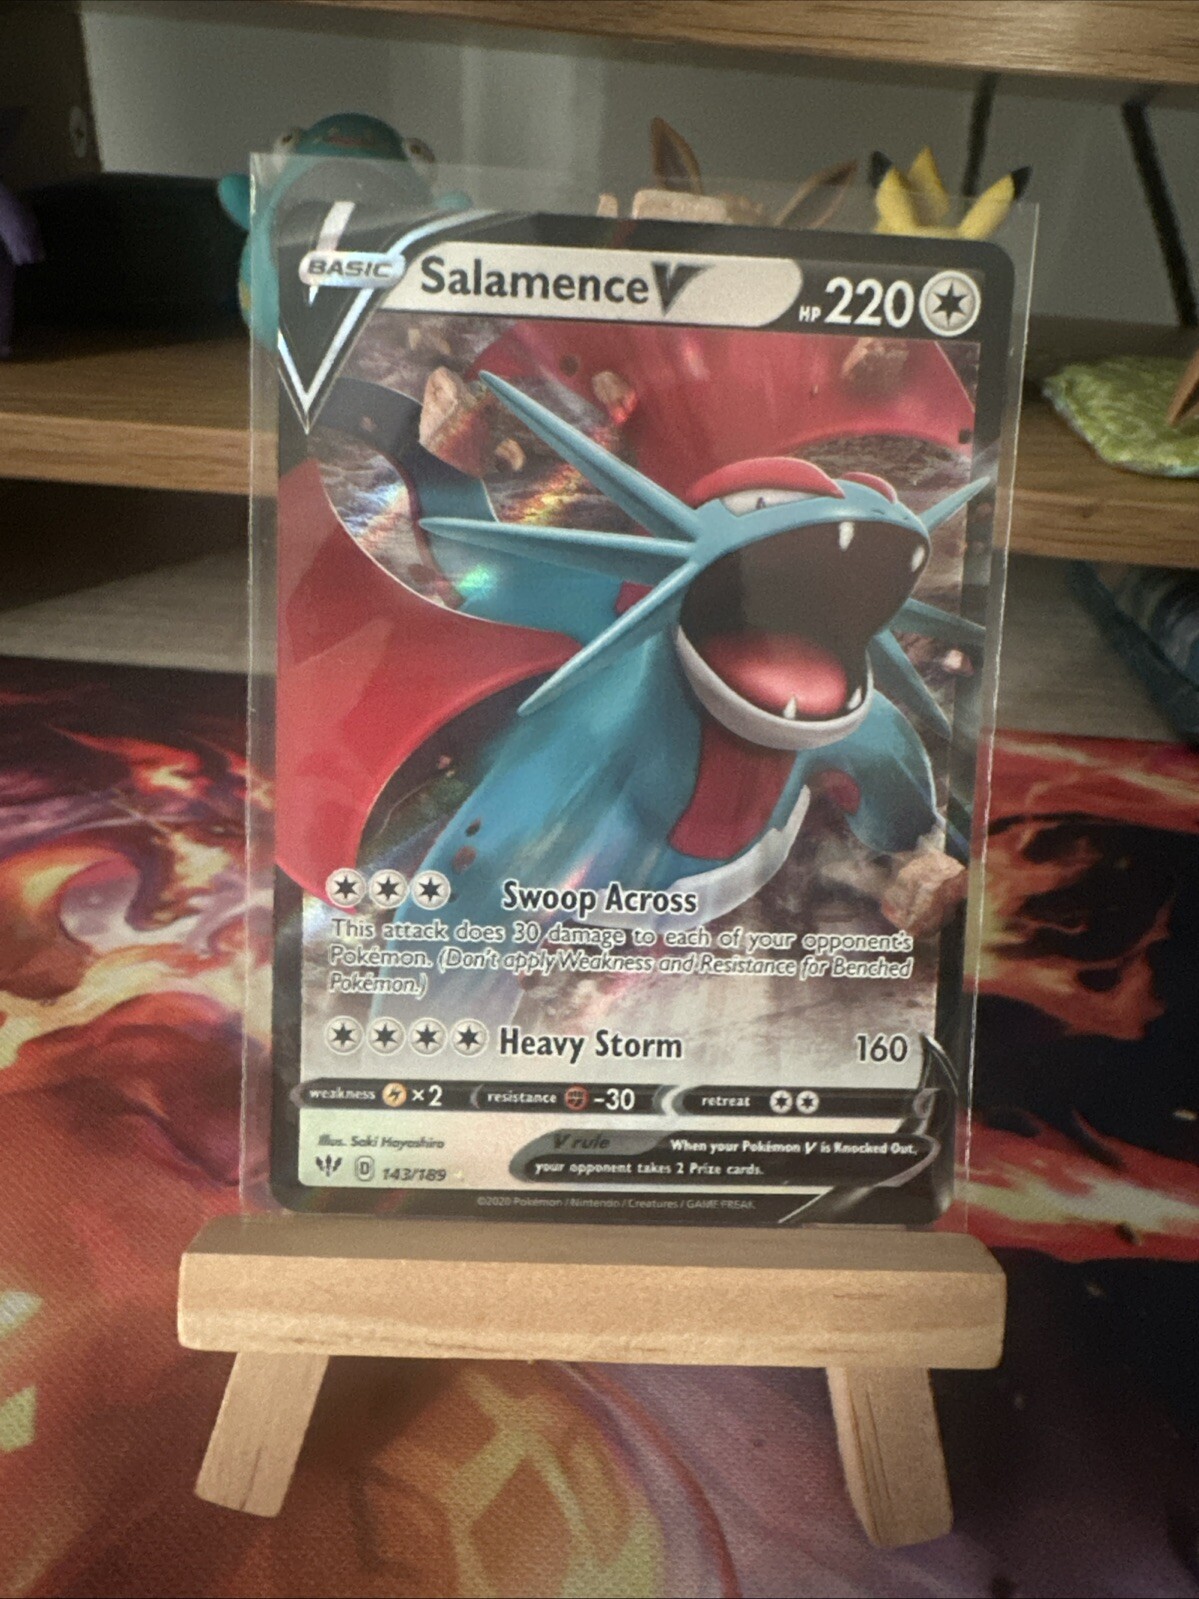 BASIC Salamence V HP 220
Swoop Across
This attack does 30 damage to each of your opponent's
Pokémon. (Don't apply Weakness and Resistance for Benched
Pokémon.)
Heavy Storm 160
weakness ×2 resistance -30 retreat
Illus. Saki Hayashiro
V rule When your Pokémon V is Knocked Out,
your opponent takes 2 Prize cards.
D 143/189
©2020 Pokémon / Nintendo / Creatures / GAME FREAK